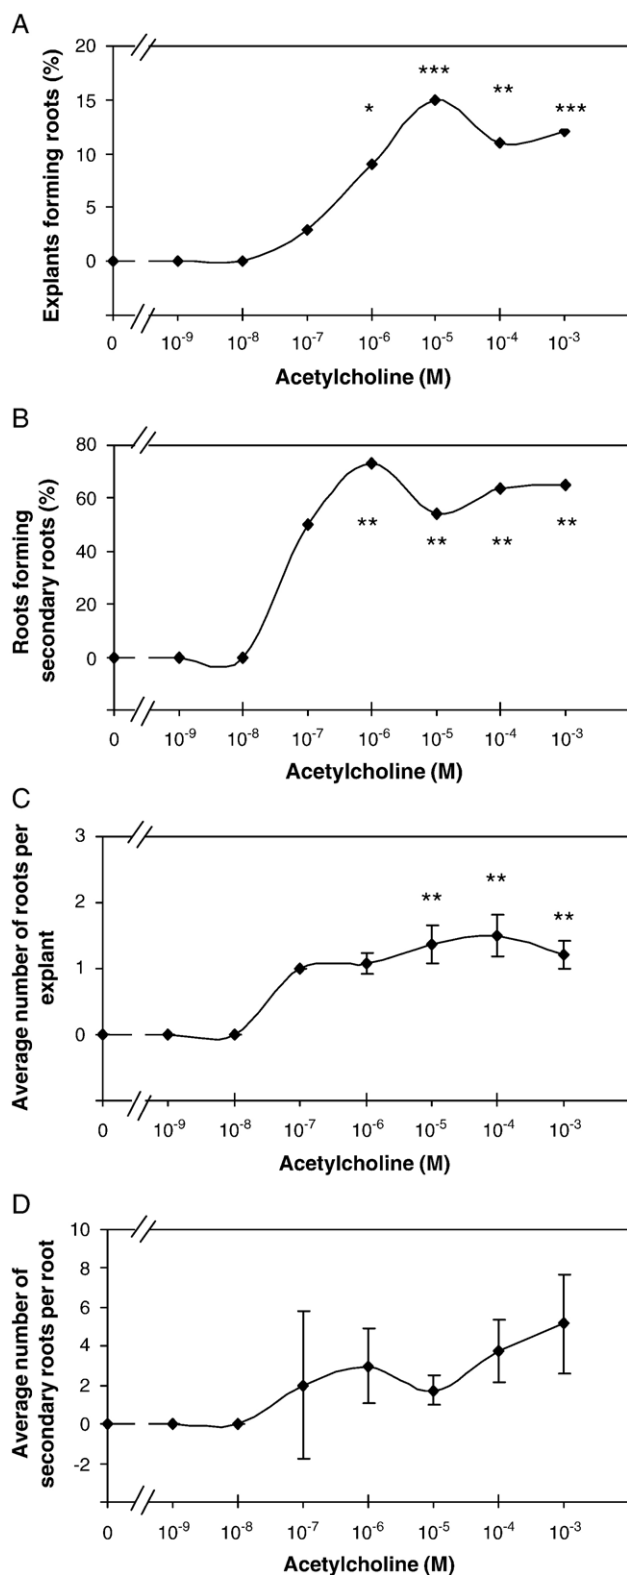 A
Explants forming roots (%)
20
*
***
**
***
15
10
5
0
0 10⁻⁹ 10⁻⁸ 10⁻⁷ 10⁻⁶ 10⁻⁵ 10⁻⁴ 10⁻³
Acetylcholine (M)
B
Roots forming
secondary roots (%)
80
60
40
20
0
** ** ** **
0 10⁻⁹ 10⁻⁸ 10⁻⁷ 10⁻⁶ 10⁻⁵ 10⁻⁴ 10⁻³
Acetylcholine (M)
C
Average number of roots per
explant
3
2
1
0
** ** **
0 10⁻⁹ 10⁻⁸ 10⁻⁷ 10⁻⁶ 10⁻⁵ 10⁻⁴ 10⁻³
Acetylcholine (M)
D
Average number of
secondary roots per root
10
8
6
4
2
0
-2
0 10⁻⁹ 10⁻⁸ 10⁻⁷ 10⁻⁶ 10⁻⁵ 10⁻⁴ 10⁻³
Acetylcholine (M)